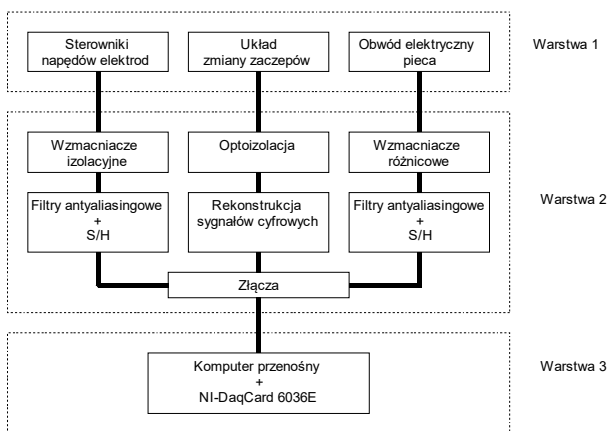 Sterowniki
napędów elektrod
Układ
zmiany zaczepów
Obwód elektryczny
pieca
Warstwa 1
Wzmacniacze
izolacyjne
Optoizolacja
Wzmacniacze
różnicowe
Filtry antyaliasingowe
+
S/H
Rekonstrukcja
sygnałów cyfrowych
Filtry antyaliasingowe
+
S/H
Warstwa 2
Złącza
Komputer przenośny
+
NI-DaqCard 6036E
Warstwa 3